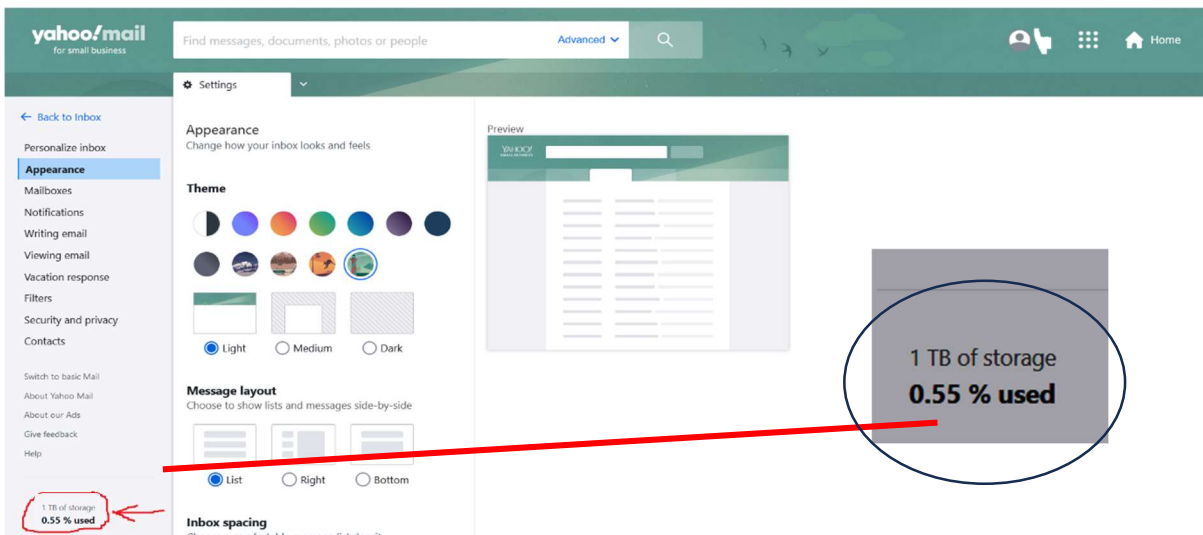 yahoo!mail
for small business
Find messages, documents, photos or people
Advanced
Home
Settings
← Back to Inbox
Personalize inbox
Appearance
Mailboxes
Notifications
Writing email
Viewing email
Vacation response
Filters
Security and privacy
Contacts
Switch to basic Mail
About Yahoo Mail
About our Ads
Give feedback
Help
1 TB of storage
0.55 % used
Appearance
Change how your inbox looks and feels
Theme
Light
Medium
Dark
Message layout
Choose to show lists and messages side-by-side
List
Right
Bottom
Inbox spacing
Preview
YAHOO!
SMALL BUSINESS
1 TB of storage
0.55 % used